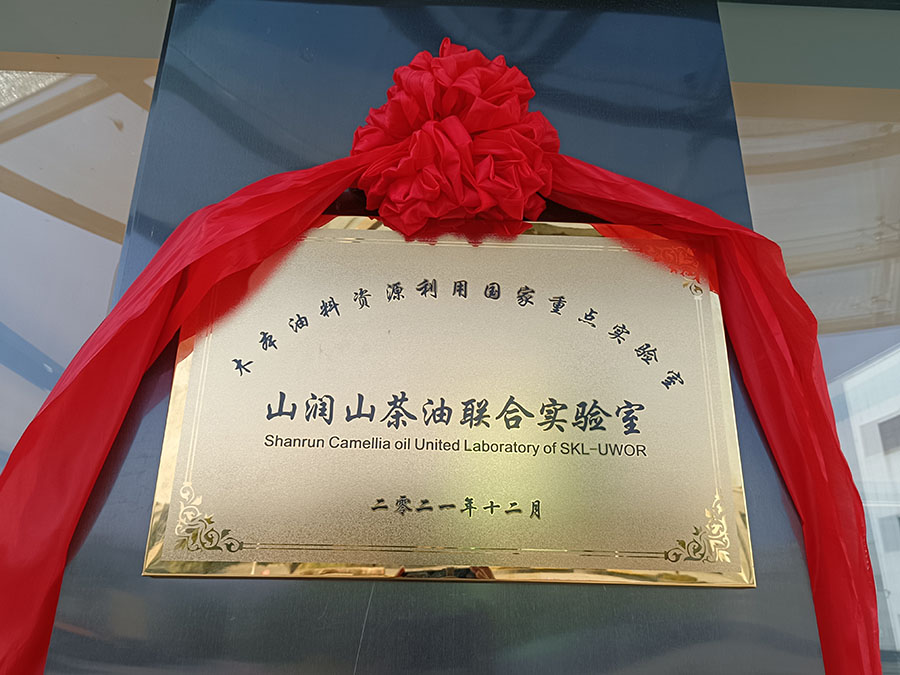 木本油料资源利用国家重点实验室
山润山茶油联合实验室
Shanrun Camellia oil United Laboratory of SKL-UWOR
二零二一年十二月